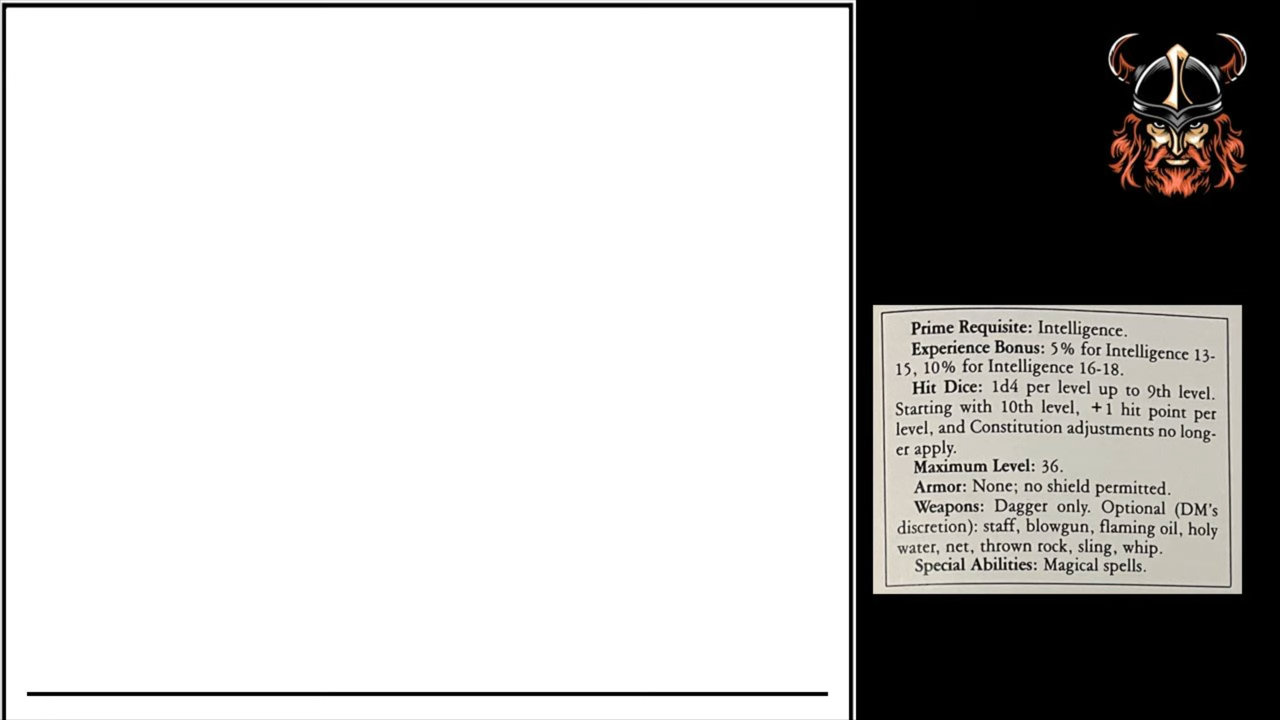 Prime Requisite: Intelligence.
Experience Bonus: 5% for Intelligence 13-
15, 10% for Intelligence 16-18.
Hit Dice: 1d4 per level up to 9th level.
Starting with 10th level, +1 hit point per
level, and Constitution adjustments no long-
er apply.
Maximum Level: 36.
Armor: None; no shield permitted.
Weapons: Dagger only. Optional (DM's
discretion): staff, blowgun, flaming oil, holy
water, net, thrown rock, sling, whip.
Special Abilities: Magical spells.